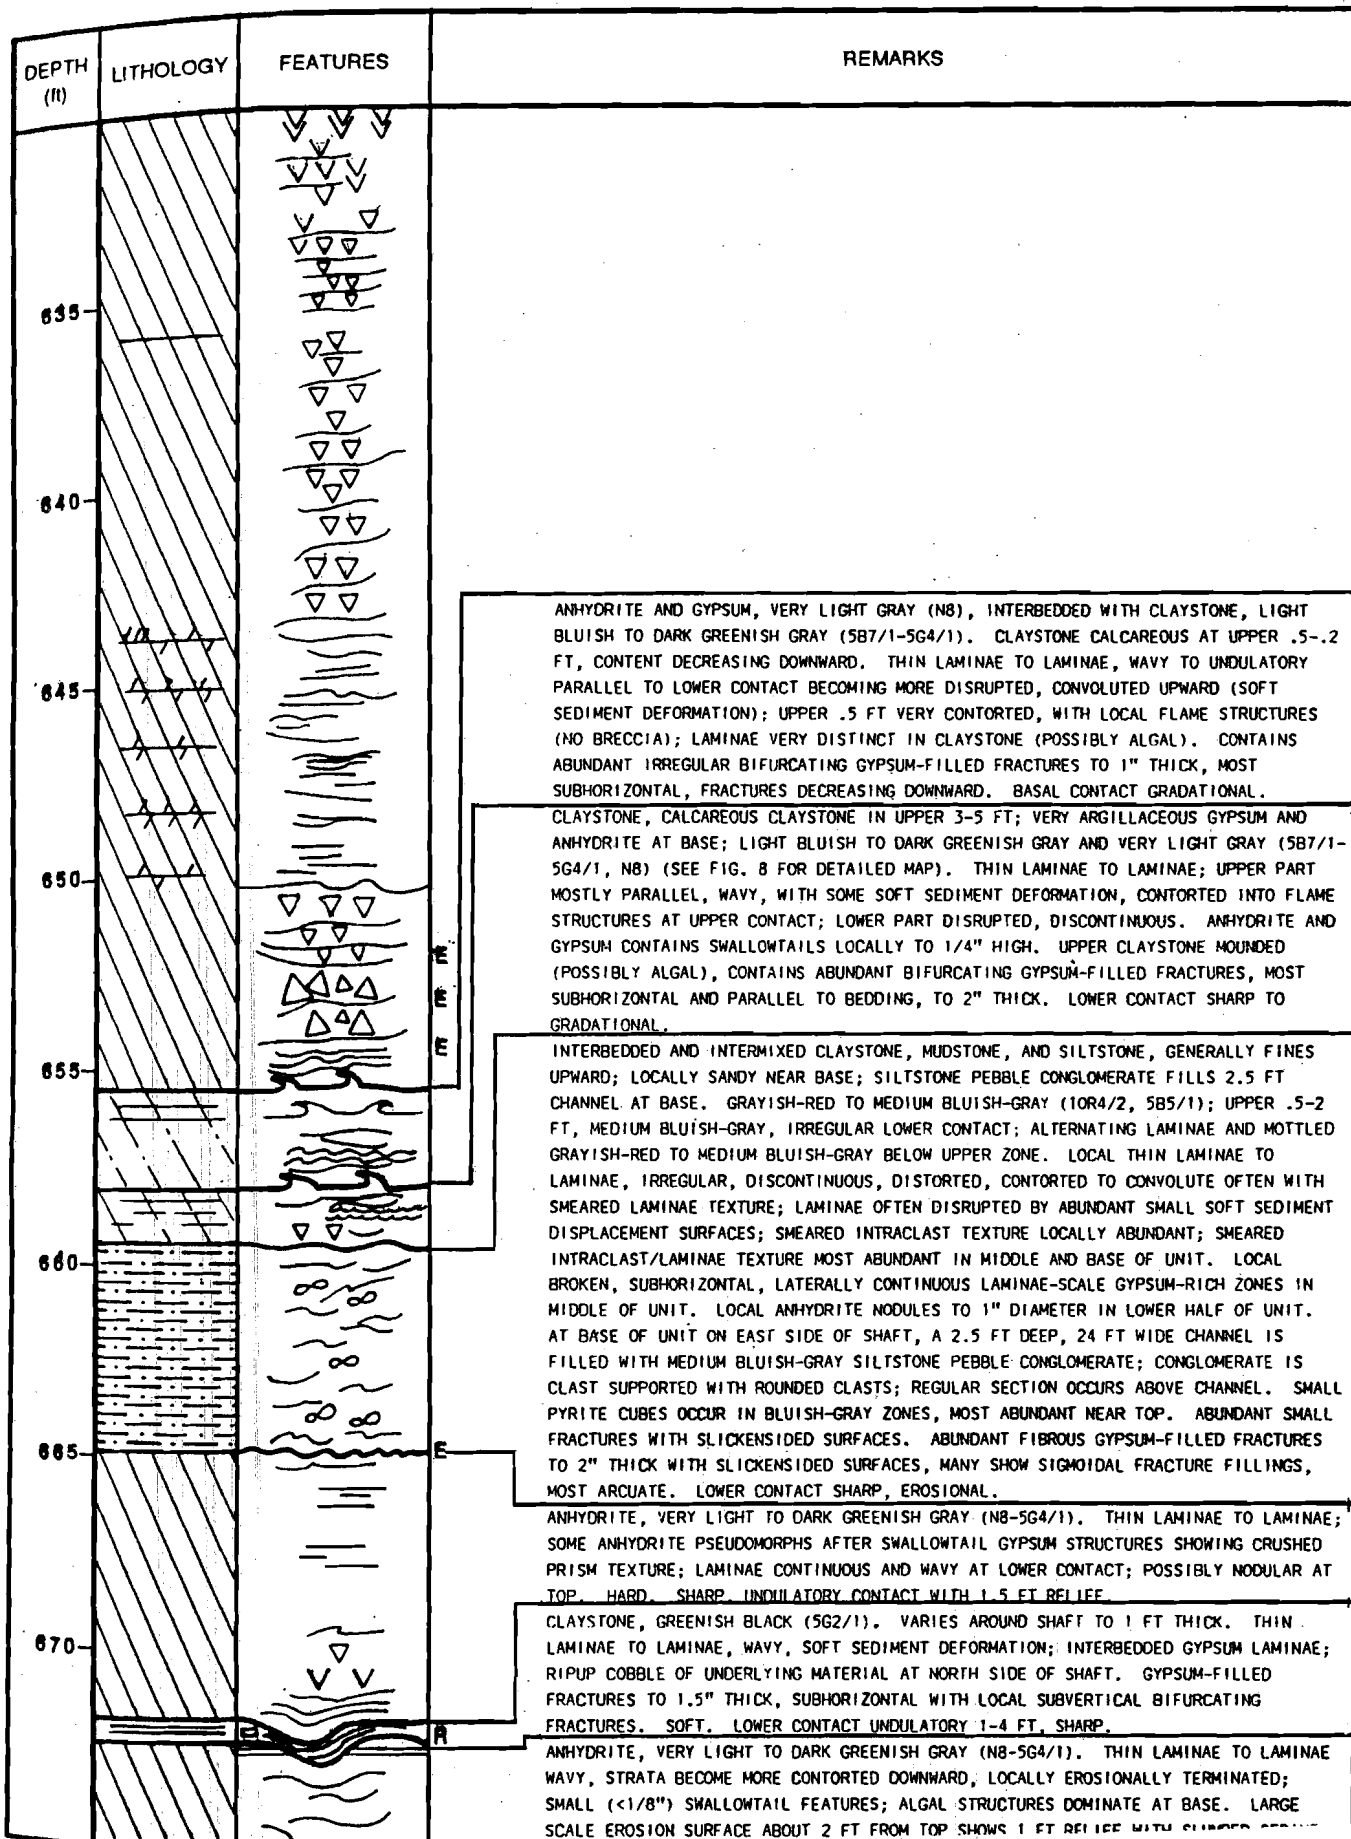 DEPTH
(ft)
LITHOLOGY
FEATURES
REMARKS
635
640
645
650
655
660
665
670
E
E
E
E
R
ANHYDRITE AND GYPSUM, VERY LIGHT GRAY (N8), INTERBEDDED WITH CLAYSTONE, LIGHT
BLUISH TO DARK GREENISH GRAY (5B7/1-5G4/1). CLAYSTONE CALCAREOUS AT UPPER .5-.2
FT, CONTENT DECREASING DOWNWARD. THIN LAMINAE TO LAMINAE, WAVY TO UNDULATORY
PARALLEL TO LOWER CONTACT BECOMING MORE DISRUPTED, CONVOLUTED UPWARD (SOFT
SEDIMENT DEFORMATION); UPPER .5 FT VERY CONTORTED, WITH LOCAL FLAME STRUCTURES
(NO BRECCIA); LAMINAE VERY DISTINCT IN CLAYSTONE (POSSIBLY ALGAL). CONTAINS
ABUNDANT IRREGULAR BIFURCATING GYPSUM-FILLED FRACTURES TO 1" THICK, MOST
SUBHORIZONTAL, FRACTURES DECREASING DOWNWARD. BASAL CONTACT GRADATIONAL.
CLAYSTONE, CALCAREOUS CLAYSTONE IN UPPER 3-5 FT; VERY ARGILLACEOUS GYPSUM AND
ANHYDRITE AT BASE; LIGHT BLUISH TO DARK GREENISH GRAY AND VERY LIGHT GRAY (5B7/1-
5G4/1, N8) (SEE FIG. 8 FOR DETAILED MAP). THIN LAMINAE TO LAMINAE; UPPER PART
MOSTLY PARALLEL, WAVY, WITH SOME SOFT SEDIMENT DEFORMATION, CONTORTED INTO FLAME
STRUCTURES AT UPPER CONTACT; LOWER PART DISRUPTED, DISCONTINUOUS. ANHYDRITE AND
GYPSUM CONTAINS SWALLOWTAILS LOCALLY TO 1/4" HIGH. UPPER CLAYSTONE MOUNDED
(POSSIBLY ALGAL), CONTAINS ABUNDANT BIFURCATING GYPSUM-FILLED FRACTURES, MOST
SUBHORIZONTAL AND PARALLEL TO BEDDING, TO 2" THICK. LOWER CONTACT SHARP TO
GRADATIONAL.
INTERBEDDED AND INTERMIXED CLAYSTONE, MUDSTONE, AND SILTSTONE, GENERALLY FINES
UPWARD; LOCALLY SANDY NEAR BASE; SILTSTONE PEBBLE CONGLOMERATE FILLS 2.5 FT
CHANNEL AT BASE. GRAYISH-RED TO MEDIUM BLUISH-GRAY (10R4/2, 5B5/1); UPPER .5-2
FT, MEDIUM BLUISH-GRAY, IRREGULAR LOWER CONTACT; ALTERNATING LAMINAE AND MOTTLED
GRAYISH-RED TO MEDIUM BLUISH-GRAY BELOW UPPER ZONE. LOCAL THIN LAMINAE TO
LAMINAE, IRREGULAR, DISCONTINUOUS, DISTORTED, CONTORTED TO CONVOLUTE OFTEN WITH
SMEARED LAMINAE TEXTURE; LAMINAE OFTEN DISRUPTED BY ABUNDANT SMALL SOFT SEDIMENT
DISPLACEMENT SURFACES; SMEARED INTRACLAST TEXTURE LOCALLY ABUNDANT; SMEARED
INTRACLAST/LAMINAE TEXTURE MOST ABUNDANT IN MIDDLE AND BASE OF UNIT. LOCAL
BROKEN, SUBHORIZONTAL, LATERALLY CONTINUOUS LAMINAE-SCALE GYPSUM-RICH ZONES IN
MIDDLE OF UNIT. LOCAL ANHYDRITE NODULES TO 1" DIAMETER IN LOWER HALF OF UNIT.
AT BASE OF UNIT ON EAST SIDE OF SHAFT, A 2.5 FT DEEP, 24 FT WIDE CHANNEL IS
FILLED WITH MEDIUM BLUISH-GRAY SILTSTONE PEBBLE CONGLOMERATE; CONGLOMERATE IS
CLAST SUPPORTED WITH ROUNDED CLASTS; REGULAR SECTION OCCURS ABOVE CHANNEL. SMALL
PYRITE CUBES OCCUR IN BLUISH-GRAY ZONES, MOST ABUNDANT NEAR TOP. ABUNDANT SMALL
FRACTURES WITH SLICKENSIDED SURFACES. ABUNDANT FIBROUS GYPSUM-FILLED FRACTURES
TO 2" THICK WITH SLICKENSIDED SURFACES, MANY SHOW SIGMOIDAL FRACTURE FILLINGS,
MOST ARCUATE. LOWER CONTACT SHARP, EROSIONAL.
ANHYDRITE, VERY LIGHT TO DARK GREENISH GRAY (N8-5G4/1). THIN LAMINAE TO LAMINAE;
SOME ANHYDRITE PSEUDOMORPHS AFTER SWALLOWTAIL GYPSUM STRUCTURES SHOWING CRUSHED
PRISM TEXTURE; LAMINAE CONTINUOUS AND WAVY AT LOWER CONTACT; POSSIBLY NODULAR AT
TOP. HARD. SHARP. UNDULATORY CONTACT WITH 1.5 FT RELIEF.
CLAYSTONE, GREENISH BLACK (5G2/1). VARIES AROUND SHAFT TO 1 FT THICK. THIN
LAMINAE TO LAMINAE, WAVY, SOFT SEDIMENT DEFORMATION; INTERBEDDED GYPSUM LAMINAE;
RIPUP COBBLE OF UNDERLYING MATERIAL AT NORTH SIDE OF SHAFT. GYPSUM-FILLED
FRACTURES TO 1.5" THICK, SUBHORIZONTAL WITH LOCAL SUBVERTICAL BIFURCATING
FRACTURES. SOFT. LOWER CONTACT UNDULATORY 1-4 FT, SHARP.
ANHYDRITE, VERY LIGHT TO DARK GREENISH GRAY (N8-5G4/1). THIN LAMINAE TO LAMINAE
WAVY, STRATA BECOME MORE CONTORTED DOWNWARD, LOCALLY EROSIONALLY TERMINATED;
SMALL (<1/8") SWALLOWTAIL FEATURES; ALGAL STRUCTURES DOMINATE AT BASE. LARGE
SCALE EROSION SURFACE ABOUT 2 FT FROM TOP SHOWS 1 FT RELIEF WITH